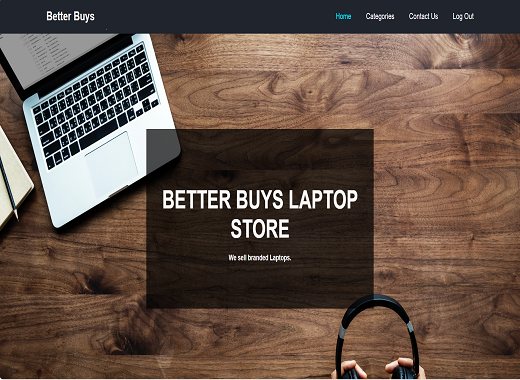 Better Buys
Home Categories Contact Us Log Out
BETTER BUYS LAPTOP
STORE
We sell branded Laptops.